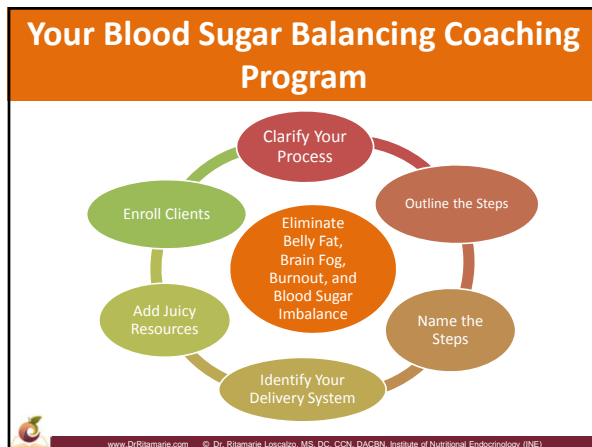 Your Blood Sugar Balancing Coaching
Program
Clarify Your
Process
Outline the Steps
Name the
Steps
Identify Your
Delivery System
Add Juicy
Resources
Enroll Clients
Eliminate
Belly Fat,
Brain Fog,
Burnout, and
Blood Sugar
Imbalance
www.DrRitamarie.com © Dr. Ritamarie Loscalzo, MS, DC, CCN, DACBN, Institute of Nutritional Endocrinology (INE)